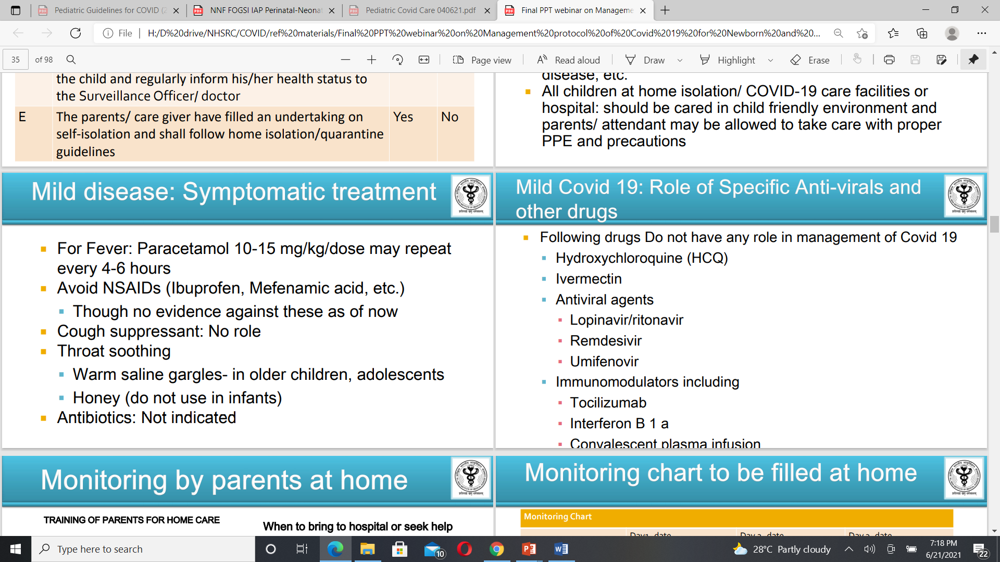 Pediatric Guidelines for COVID (2
NNF FOGSI IAP Perinatal-Neonat
Pediatric Covid Care 040621.pdf
Final PPT webinar on Manageme
File
H:/D%20drive/NHSRC/COVID/ref%20materials/Final%20PPT%20webinar%20on%20Management%20protocol%20of%20Covid%2019%20for%20Newborn%20and%20...
35 of 98
Page view
Read aloud
Draw
Highlight
Erase
the child and regularly inform his/her health status to
the Surveillance Officer/ doctor
E The parents/ care giver have filled an undertaking on Yes No
self-isolation and shall follow home isolation/quarantine
guidelines
disease, etc.
All children at home isolation/ COVID-19 care facilities or
hospital: should be cared in child friendly environment and
parents/ attendant may be allowed to take care with proper
PPE and precautions
Mild disease: Symptomatic treatment
For Fever: Paracetamol 10-15 mg/kg/dose may repeat
every 4-6 hours
Avoid NSAIDs (Ibuprofen, Mefenamic acid, etc.)
Though no evidence against these as of now
Cough suppressant: No role
Throat soothing
Warm saline gargles- in older children, adolescents
Honey (do not use in infants)
Antibiotics: Not indicated
Mild Covid 19: Role of Specific Anti-virals and
other drugs
Following drugs Do not have any role in management of Covid 19
Hydroxychloroquine (HCQ)
Ivermectin
Antiviral agents
Lopinavir/ritonavir
Remdesivir
Umifenovir
Immunomodulators including
Tocilizumab
Interferon B 1 a
Convalescent plasma infusion
Monitoring by parents at home
TRAINING OF PARENTS FOR HOME CARE
When to bring to hospital or seek help
Monitoring chart to be filled at home
Monitoring Chart
Day1, date
Type here to search
10
28°C Partly cloudy
7:18 PM
6/21/2021
22